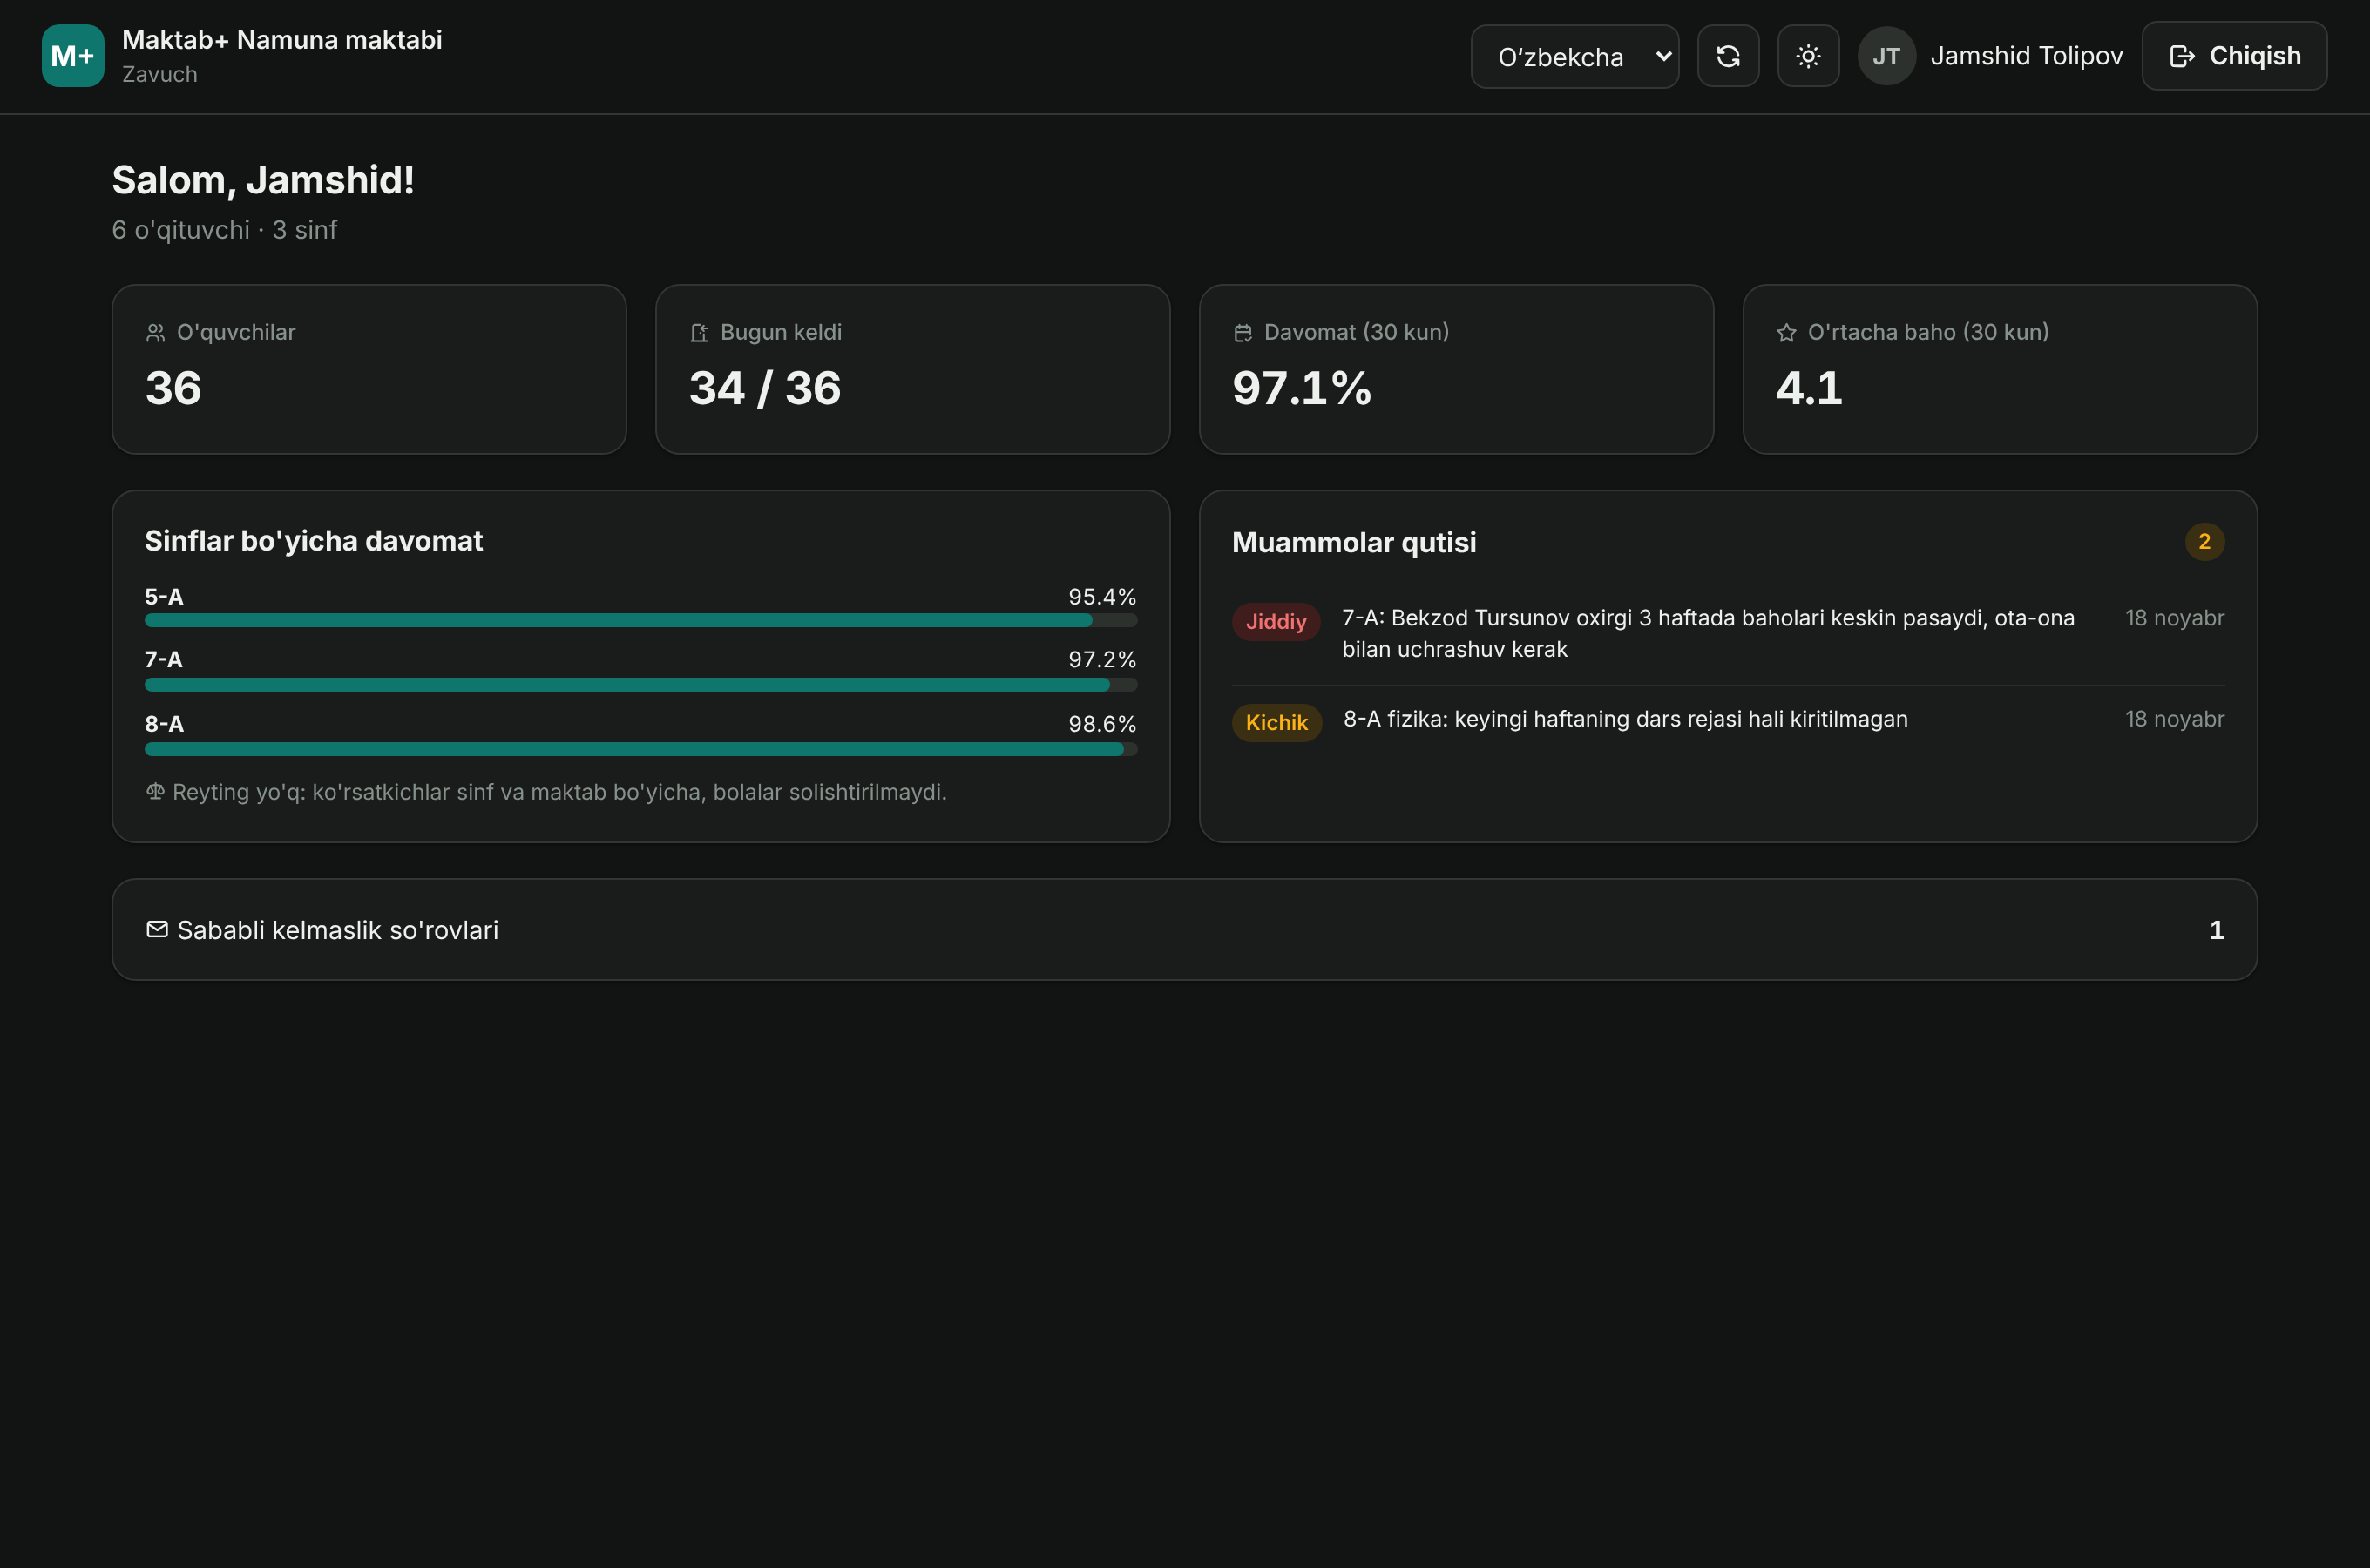 M+
Maktab+ Namuna maktabi
Zavuch
Oʻzbekcha
JT
Jamshid Tolipov
Chiqish
Salom, Jamshid!
6 o'qituvchi · 3 sinf
O'quvchilar
36
Bugun keldi
34 / 36
Davomat (30 kun)
97.1%
O'rtacha baho (30 kun)
4.1
Sinflar bo'yicha davomat
5-A 95.4%
7-A 97.2%
8-A 98.6%
Reyting yo'q: ko'rsatkichlar sinf va maktab bo'yicha, bolalar solishtirilmaydi.
Muammolar qutisi 2
Jiddiy 7-A: Bekzod Tursunov oxirgi 3 haftada baholari keskin pasaydi, ota-ona 18 noyabr
bilan uchrashuv kerak
Kichik 8-A fizika: keyingi haftaning dars rejasi hali kiritilmagan 18 noyabr
Sababli kelmaslik so'rovlari 1